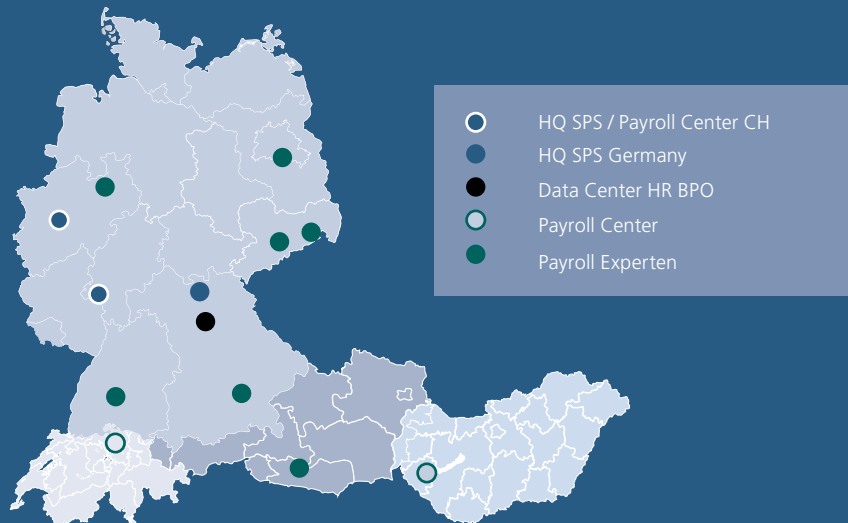 HQ SPS / Payroll Center CH
HQ SPS Germany
Data Center HR BPO
Payroll Center
Payroll Experten